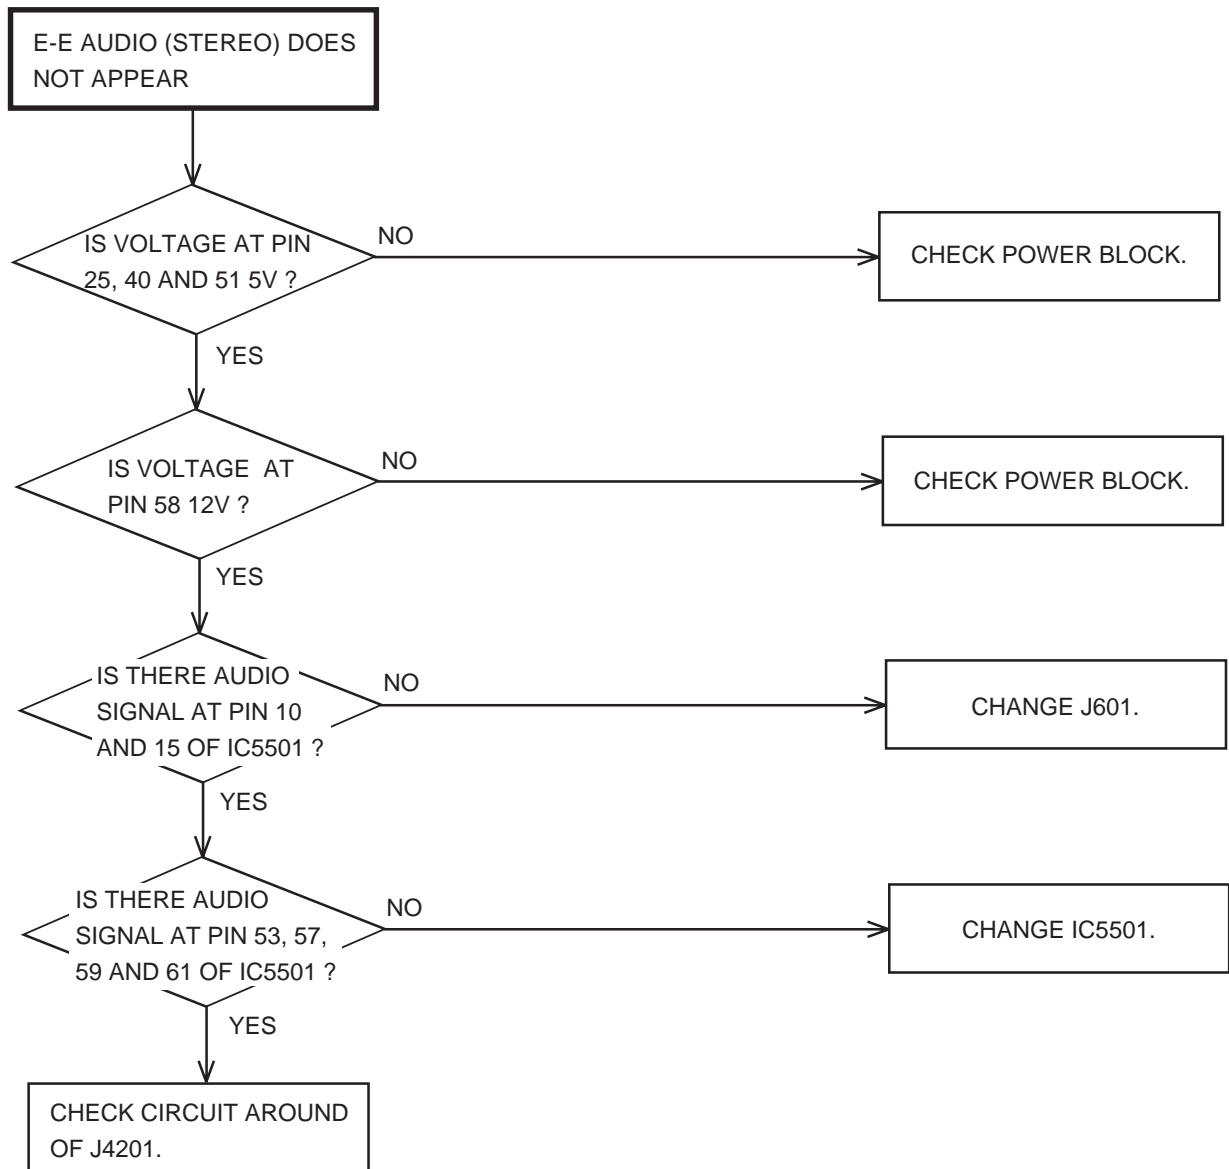 E-E AUDIO (STEREO) DOES
NOT APPEAR
IS VOLTAGE AT PIN
25, 40 AND 51 5V ?
NO
CHECK POWER BLOCK.
YES
IS VOLTAGE  AT
PIN 58 12V ?
NO
CHECK POWER BLOCK.
YES
IS THERE AUDIO
SIGNAL AT PIN 10
AND 15 OF IC5501 ?
NO
CHANGE J601.
YES
IS THERE AUDIO
SIGNAL AT PIN 53, 57,
59 AND 61 OF IC5501 ?
NO
CHANGE IC5501.
YES
CHECK CIRCUIT AROUND
OF J4201.